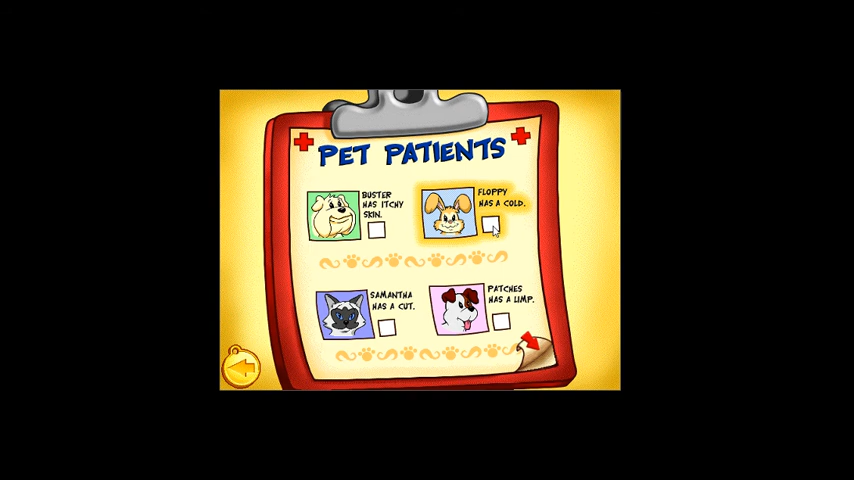 PET PATIENTS
BUSTER
HAS ITCHY
SKIN.
FLOPPY
HAS A COLD.
SAMANTHA
HAS A CUT.
PATCHES
HAS A LIMP.